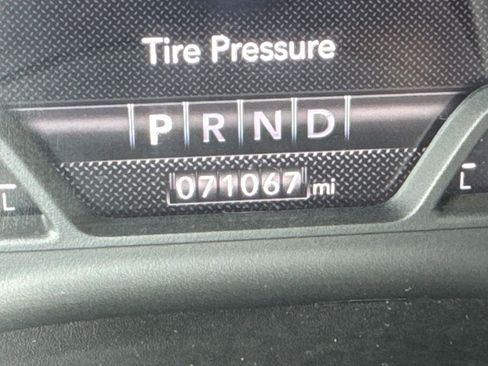 Tire Pressure
P R N D
071067 mi
L L